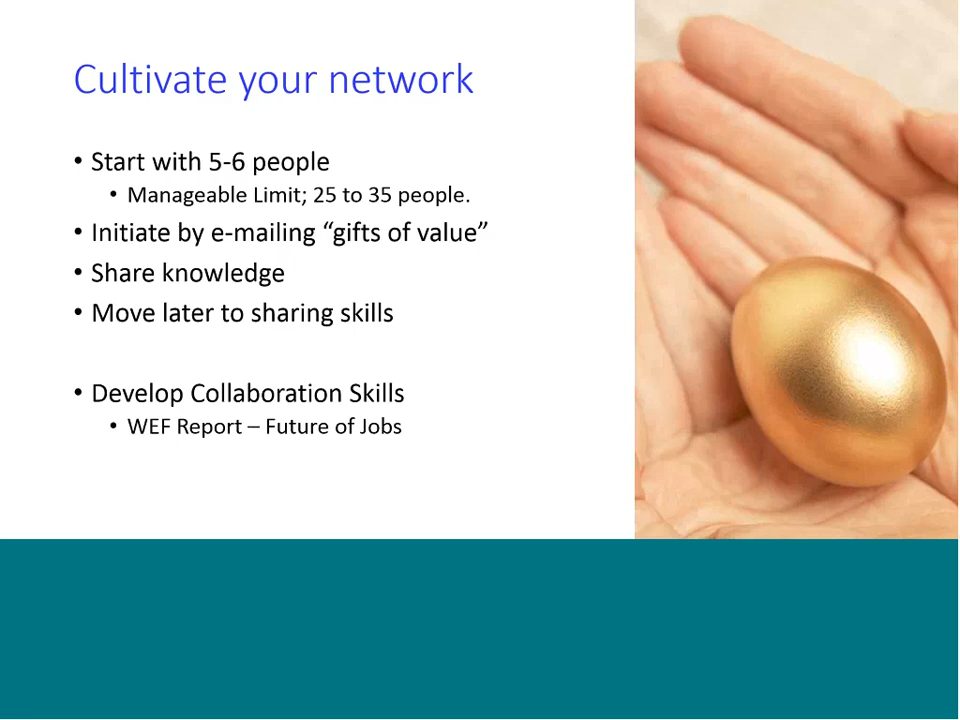 Cultivate your network
• Start with 5-6 people
• Manageable Limit; 25 to 35 people.
• Initiate by e-mailing “gifts of value”
• Share knowledge
• Move later to sharing skills
• Develop Collaboration Skills
• WEF Report – Future of Jobs